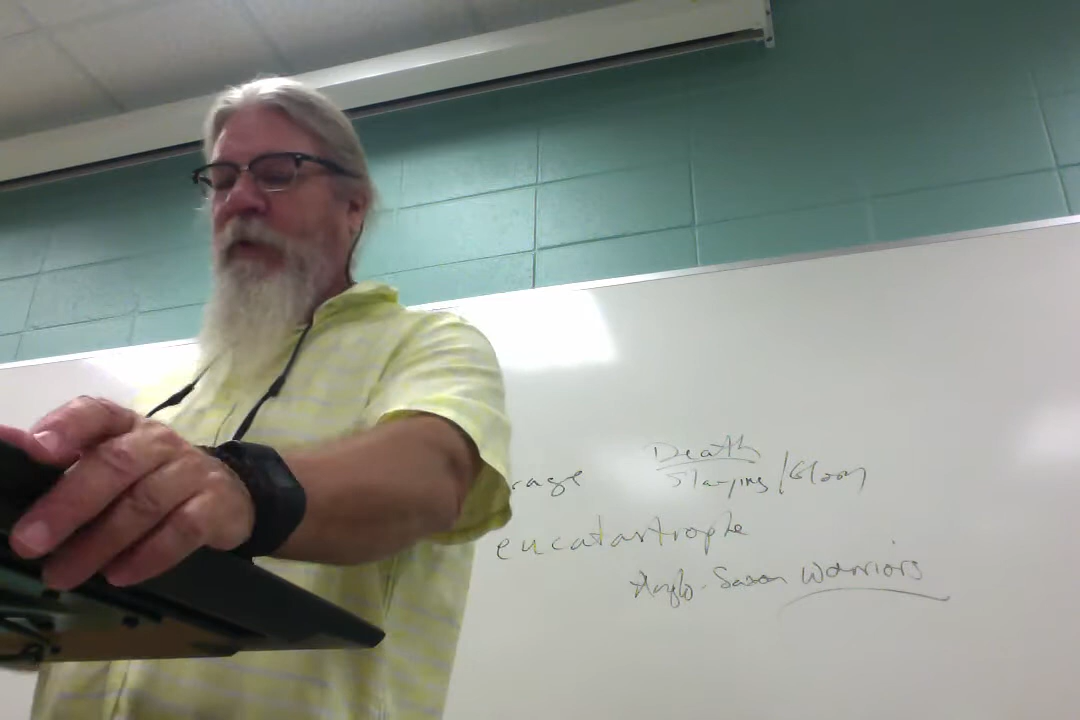 Death
rage Slaying/Gloom
eucatastrophe
Anglo-Saxon Warriors